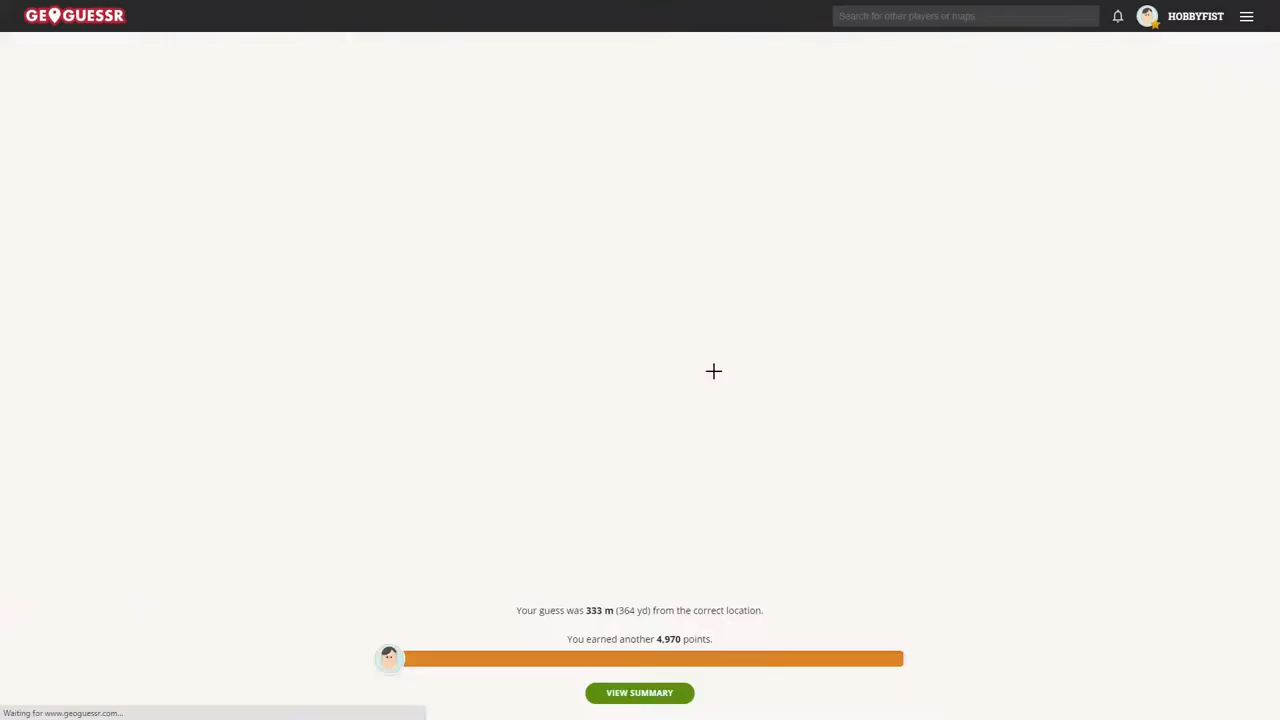 GEOGUESSR
Search for other players or maps
HOBBYFIST
Your guess was 333 m (364 yd) from the correct location.
You earned another 4,970 points.
VIEW SUMMARY
Waiting for www.geoguessr.com...